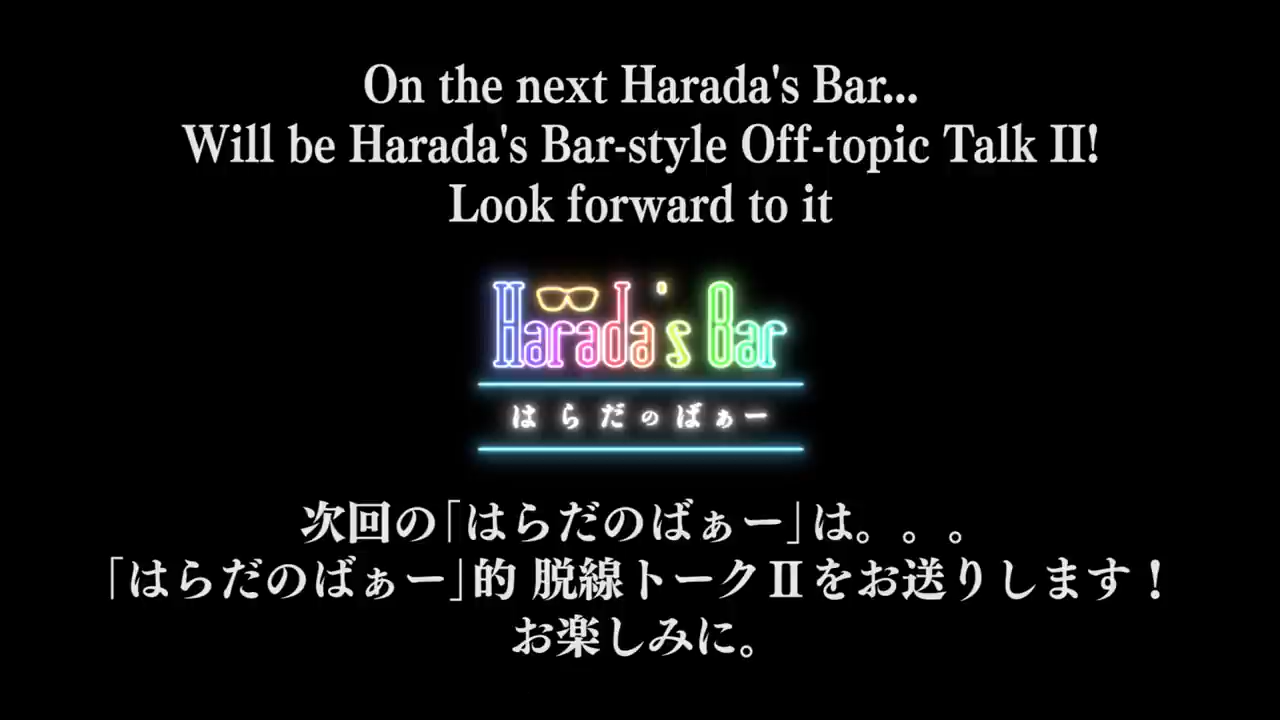 On the next Harada's Bar...
Will be Harada's Bar-style Off-topic Talk II!
Look forward to it
Harada's Bar
はらだのばぁー
次回の｢はらだのばぁー｣は。。。
｢はらだのばぁー｣的 脱線トークⅡをお送りします！
お楽しみに。